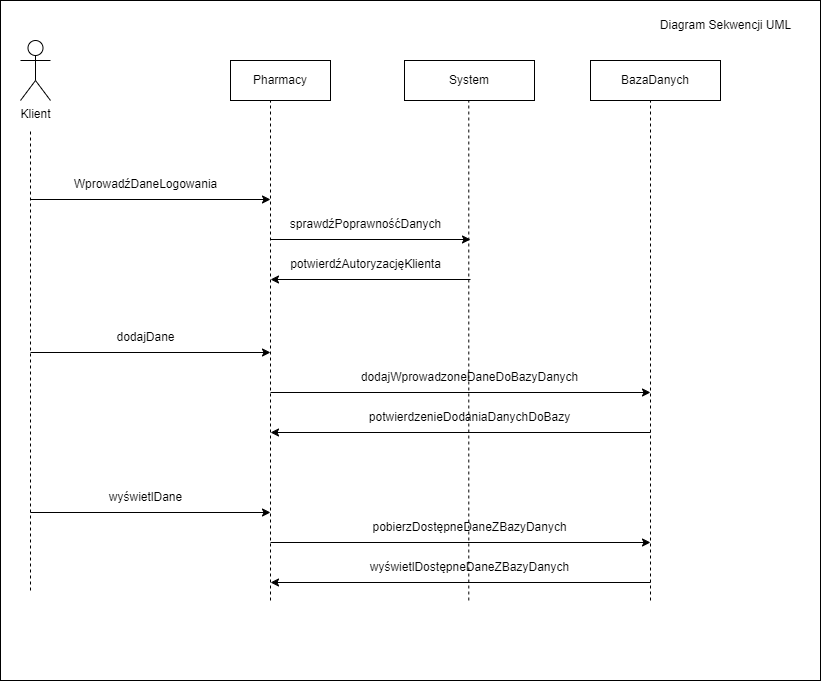 Diagram Sekwencji UML
Klient
Pharmacy
System
BazaDanych
WprowadźDaneLogowania
sprawdźPoprawnośćDanych
potwierdźAutoryzacjęKlienta
dodajDane
dodajWprowadzoneDaneDoBazyDanych
potwierdzenieDodaniaDanychDoBazy
wyświetlDane
pobierzDostępneDaneZBazyDanych
wyświetlDostępneDaneZBazyDanych